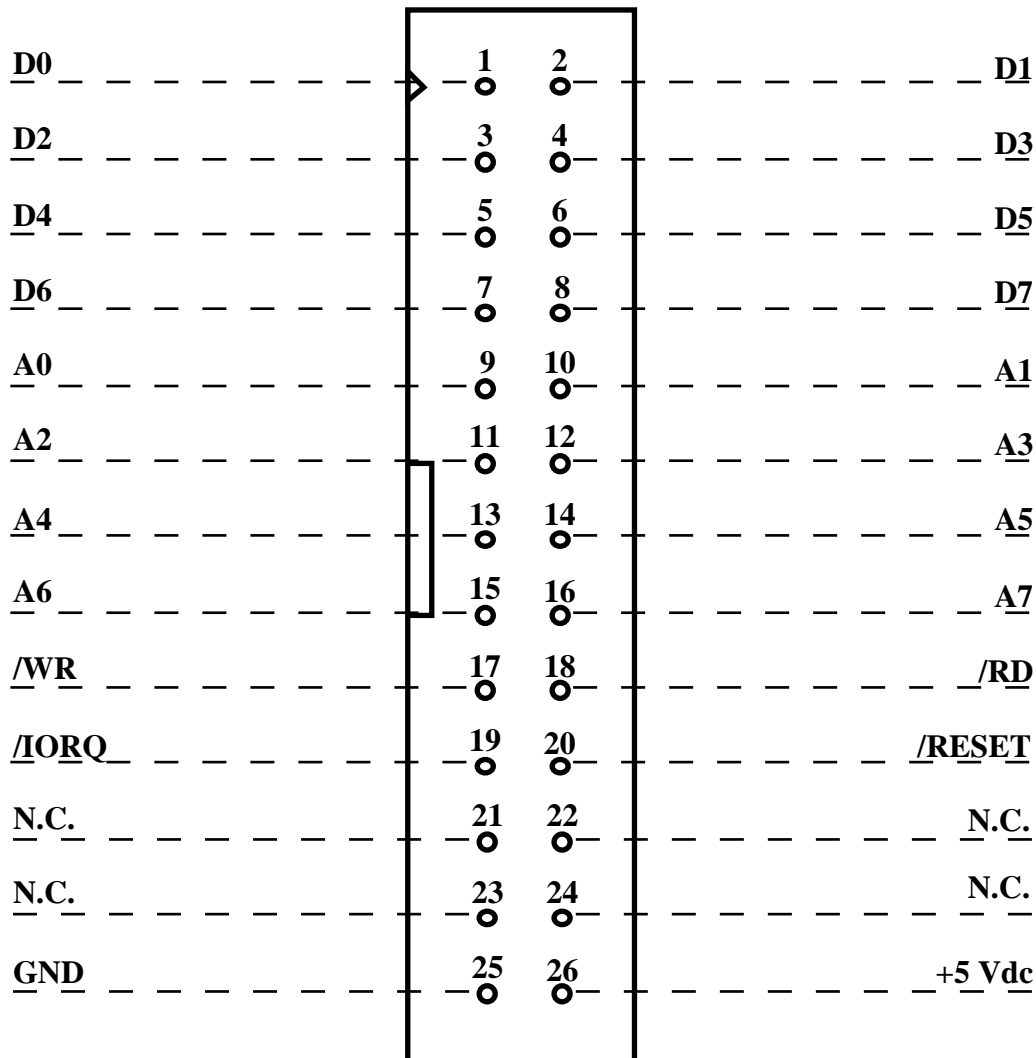 D0 1 2 D1
D2 3 4 D3
D4 5 6 D5
D6 7 8 D7
A0 9 10 A1
A2 11 12 A3
A4 13 14 A5
A6 15 16 A7
/WR 17 18 /RD
/IORQ 19 20 /RESET
N.C. 21 22 N.C.
N.C. 23 24 N.C.
GND 25 26 +5 Vdc